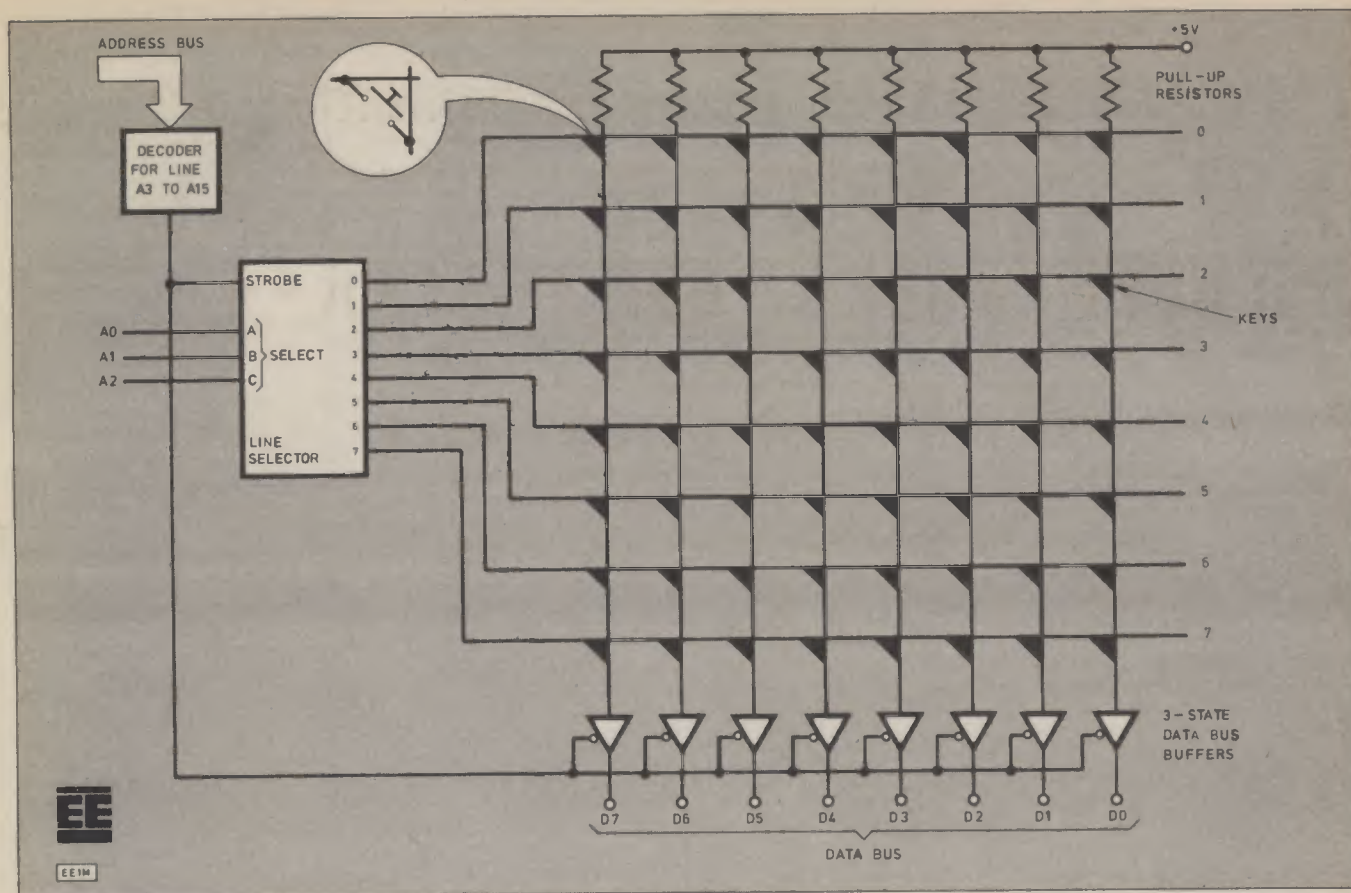 ADDRESS BUS
DECODER
FOR LINE
A3 TO A15
+5V
PULL-UP
RESISTORS
0
1
2
3
4
5
6
7
KEYS
STROBE
A0
A1
A2
A
B
C
SELECT
LINE
SELECTOR
0
1
2
3
4
5
6
7
3-STATE
DATA BUS
BUFFERS
D7 D6 D5 D4 D3 D2 D1 D0
DATA BUS
EE
EE1M